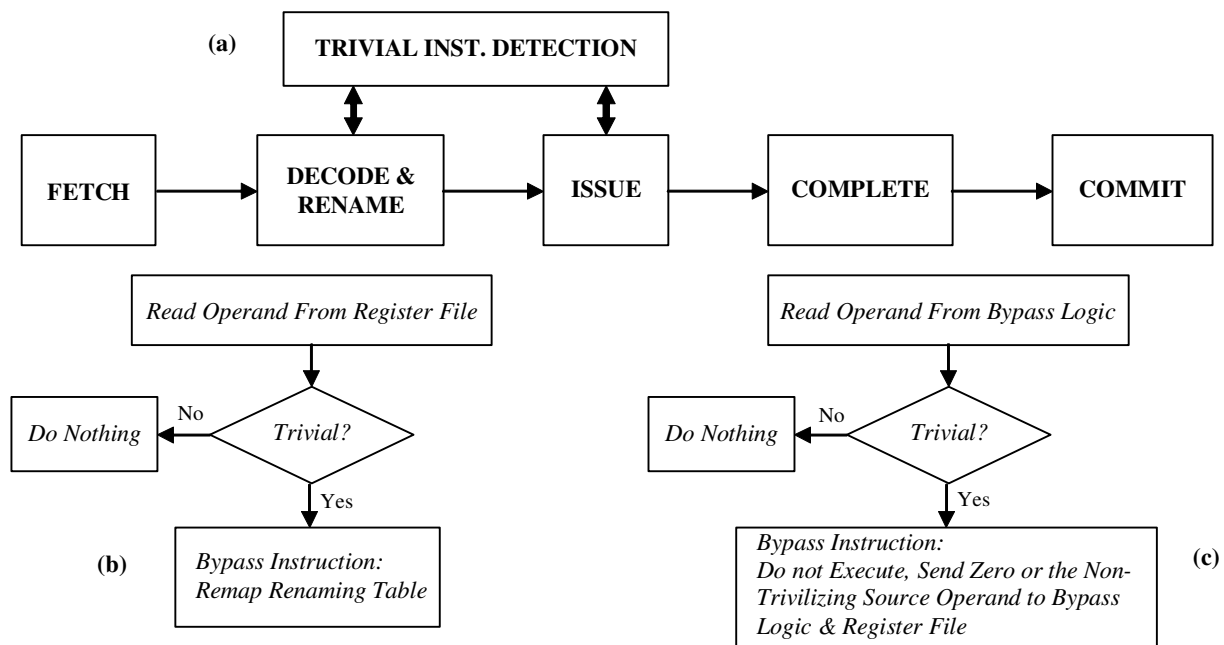 (a)
TRIVIAL INST. DETECTION
FETCH
DECODE &
RENAME
ISSUE
COMPLETE
COMMIT
Read Operand From Register File
Do Nothing
No
Trivial?
Yes
(b)
Bypass Instruction:
Remap Renaming Table
Read Operand From Bypass Logic
Do Nothing
No
Trivial?
Yes
Bypass Instruction:
Do not Execute, Send Zero or the Non-
Trivilizing Source Operand to Bypass
Logic & Register File
(c)